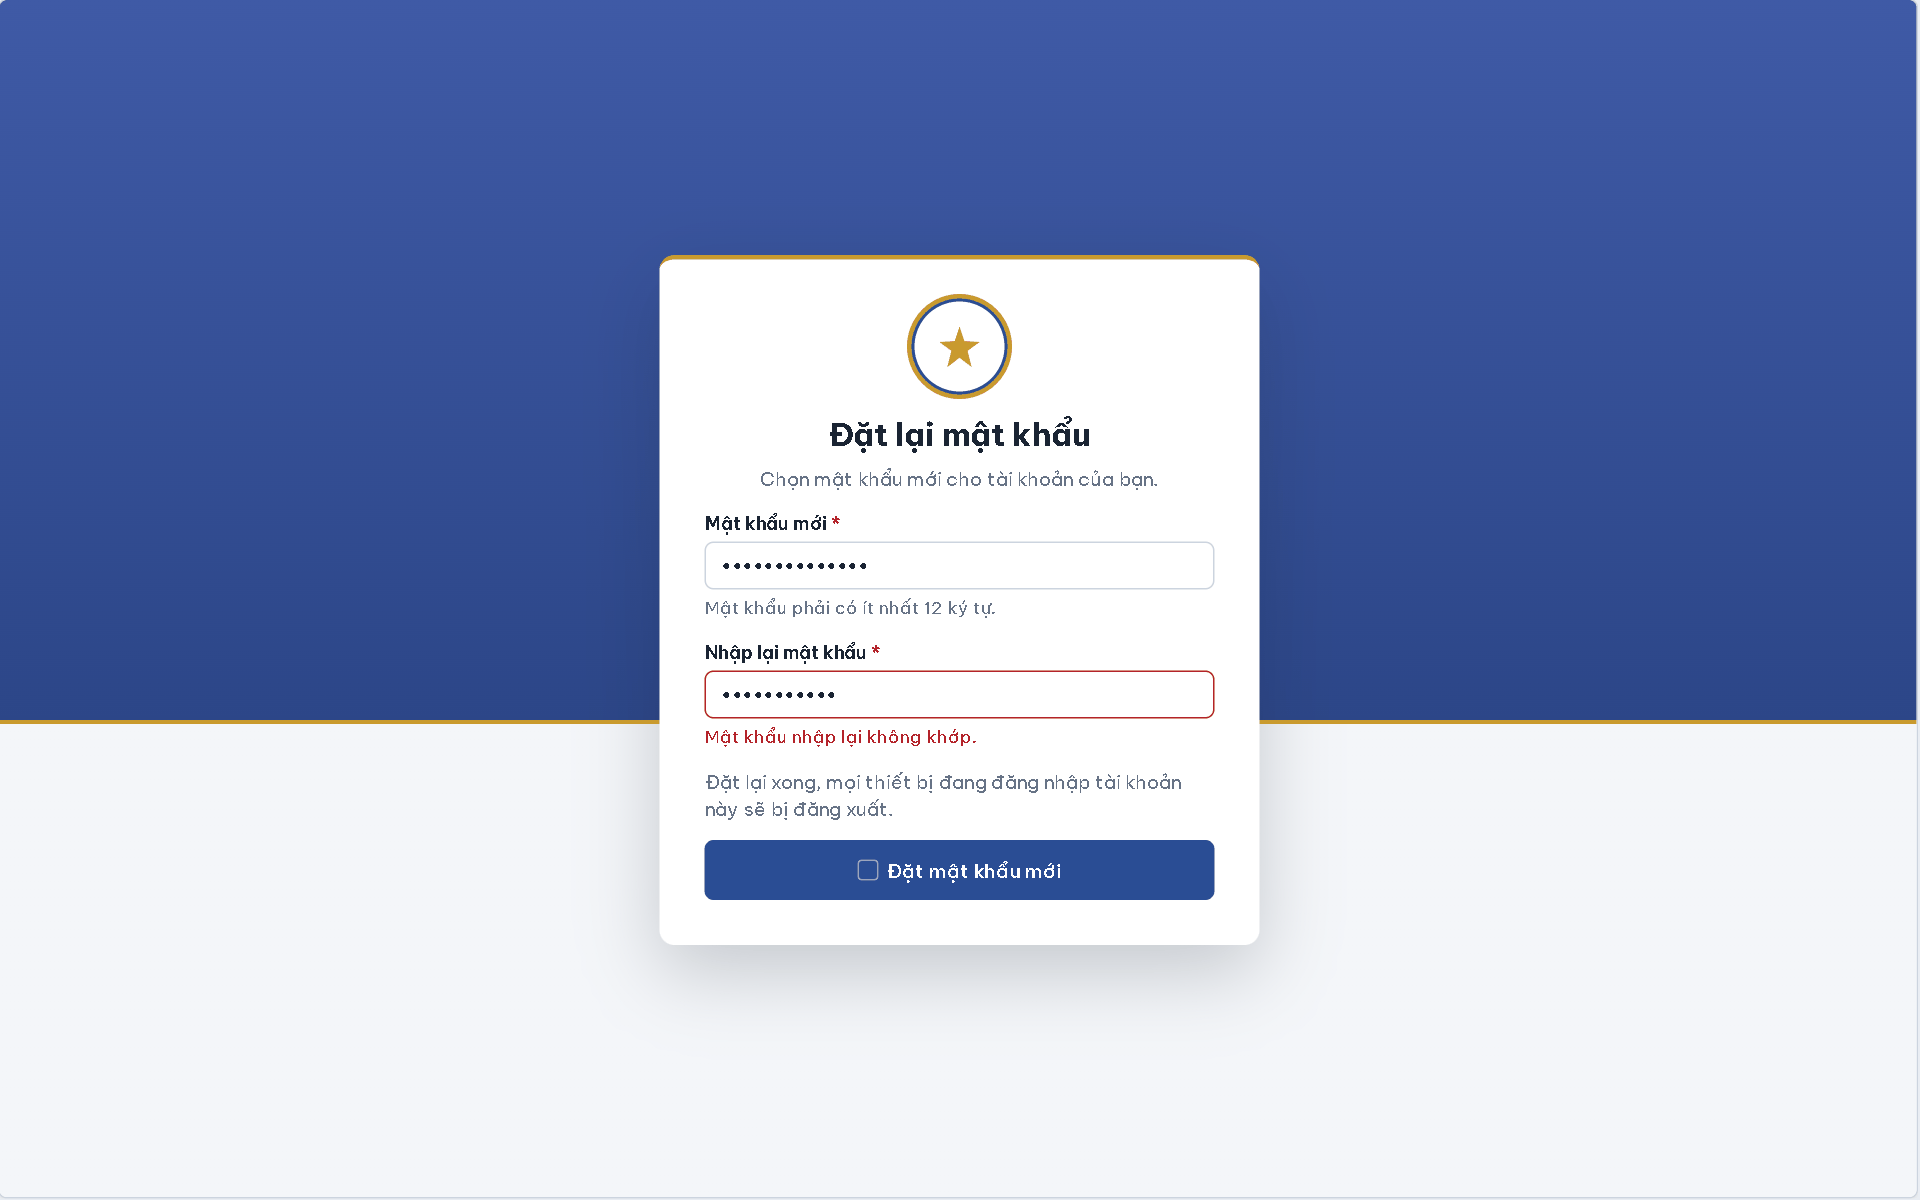 Đặt lại mật khẩu
Chọn mật khẩu mới cho tài khoản của bạn.
Mật khẩu mới *
••••••••••••••
Mật khẩu phải có ít nhất 12 ký tự.
Nhập lại mật khẩu *
•••••••••••
Mật khẩu nhập lại không khớp.
Đặt lại xong, mọi thiết bị đang đăng nhập tài khoản
này sẽ bị đăng xuất.
Đặt mật khẩu mới